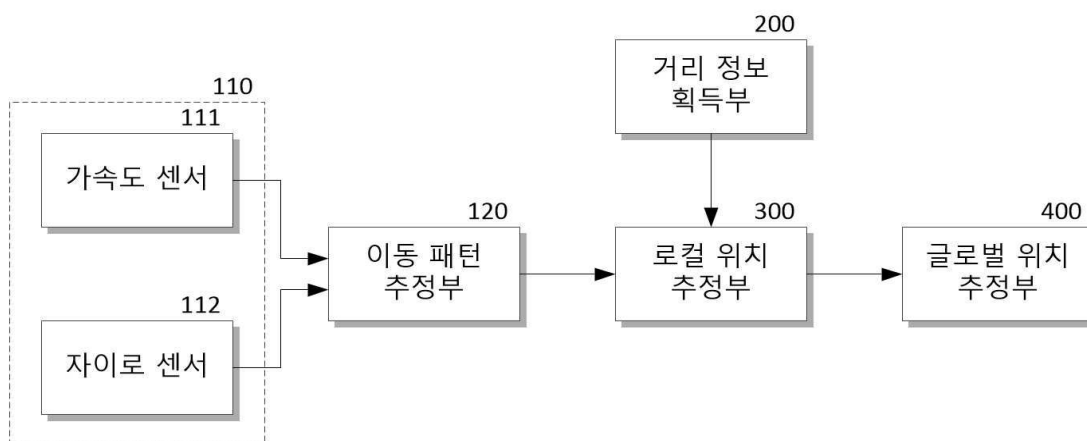 200
거리 정보
획득부
110
111
가속도 센서
120
이동 패턴
추정부
300
로컬 위치
추정부
400
글로벌 위치
추정부
112
자이로 센서